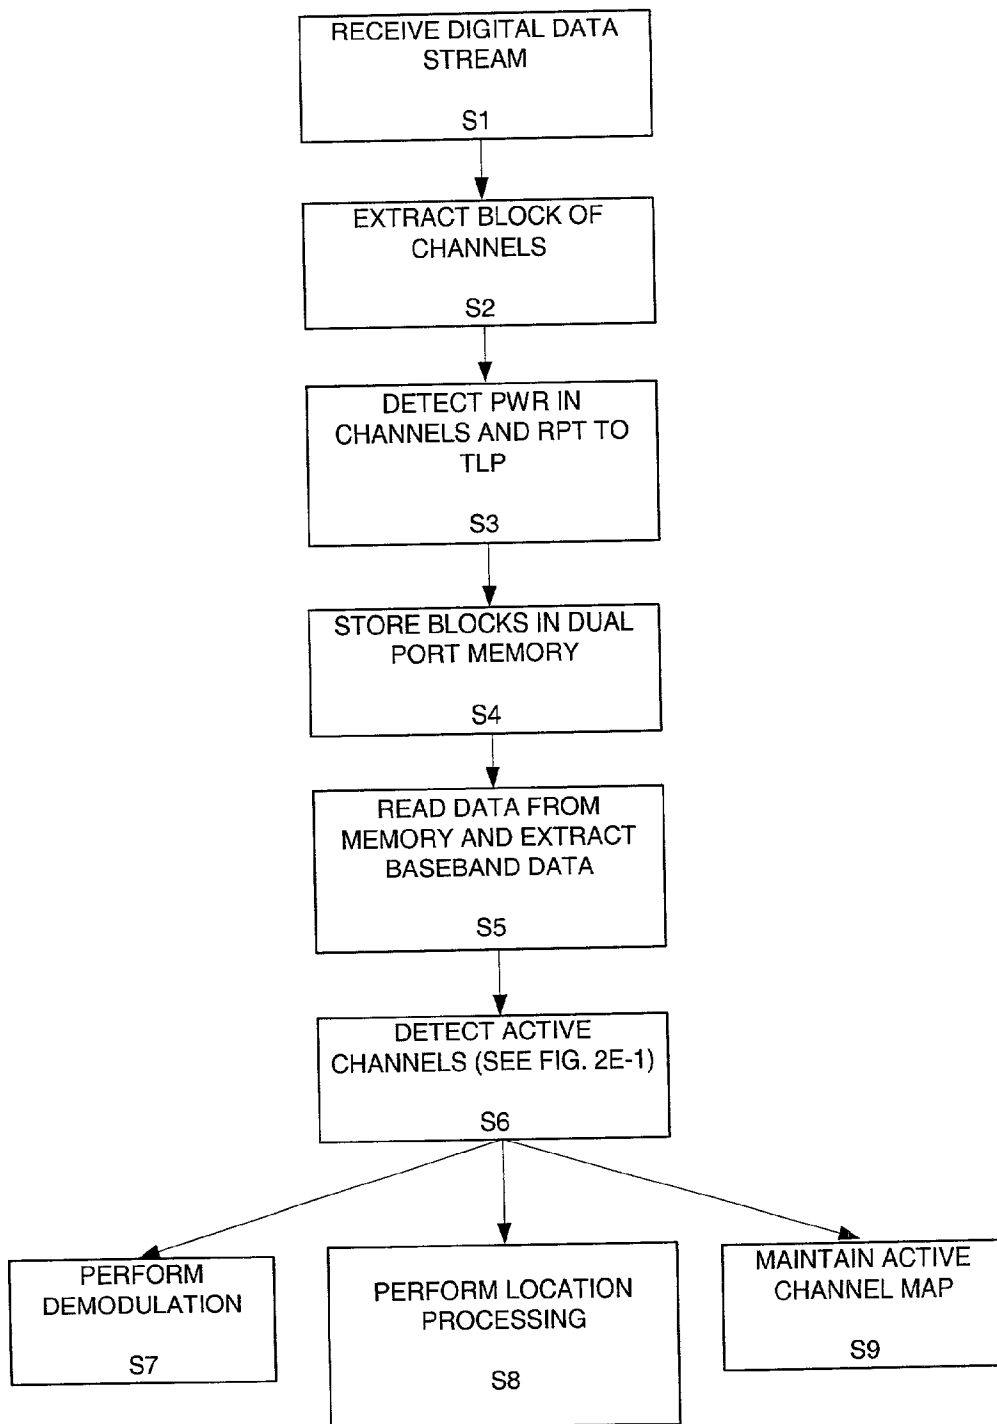 RECEIVE DIGITAL DATA
STREAM
S1
EXTRACT BLOCK OF
CHANNELS
S2
DETECT PWR IN
CHANNELS AND RPT TO
TLP
S3
STORE BLOCKS IN DUAL
PORT MEMORY
S4
READ DATA FROM
MEMORY AND EXTRACT
BASEBAND DATA
S5
DETECT ACTIVE
CHANNELS (SEE FIG. 2E-1)
S6
PERFORM
DEMODULATION
S7
PERFORM LOCATION
PROCESSING
S8
MAINTAIN ACTIVE
CHANNEL MAP
S9